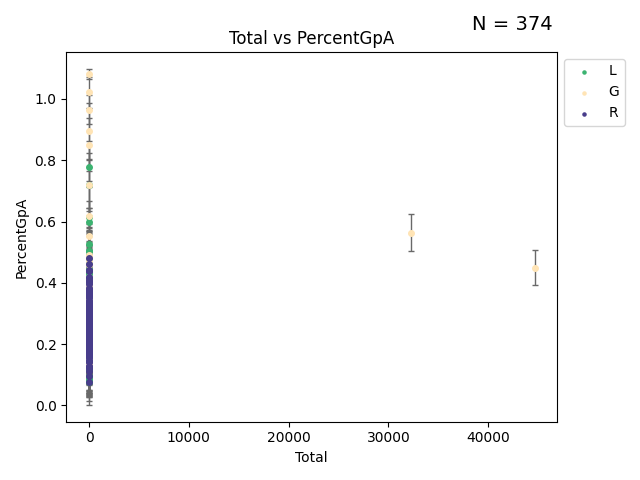 N = 374
Total vs PercentGpA
L
G
R
PercentGpA
1.0
0.8
0.6
0.4
0.2
0.0
0
10000
20000
30000
40000
Total